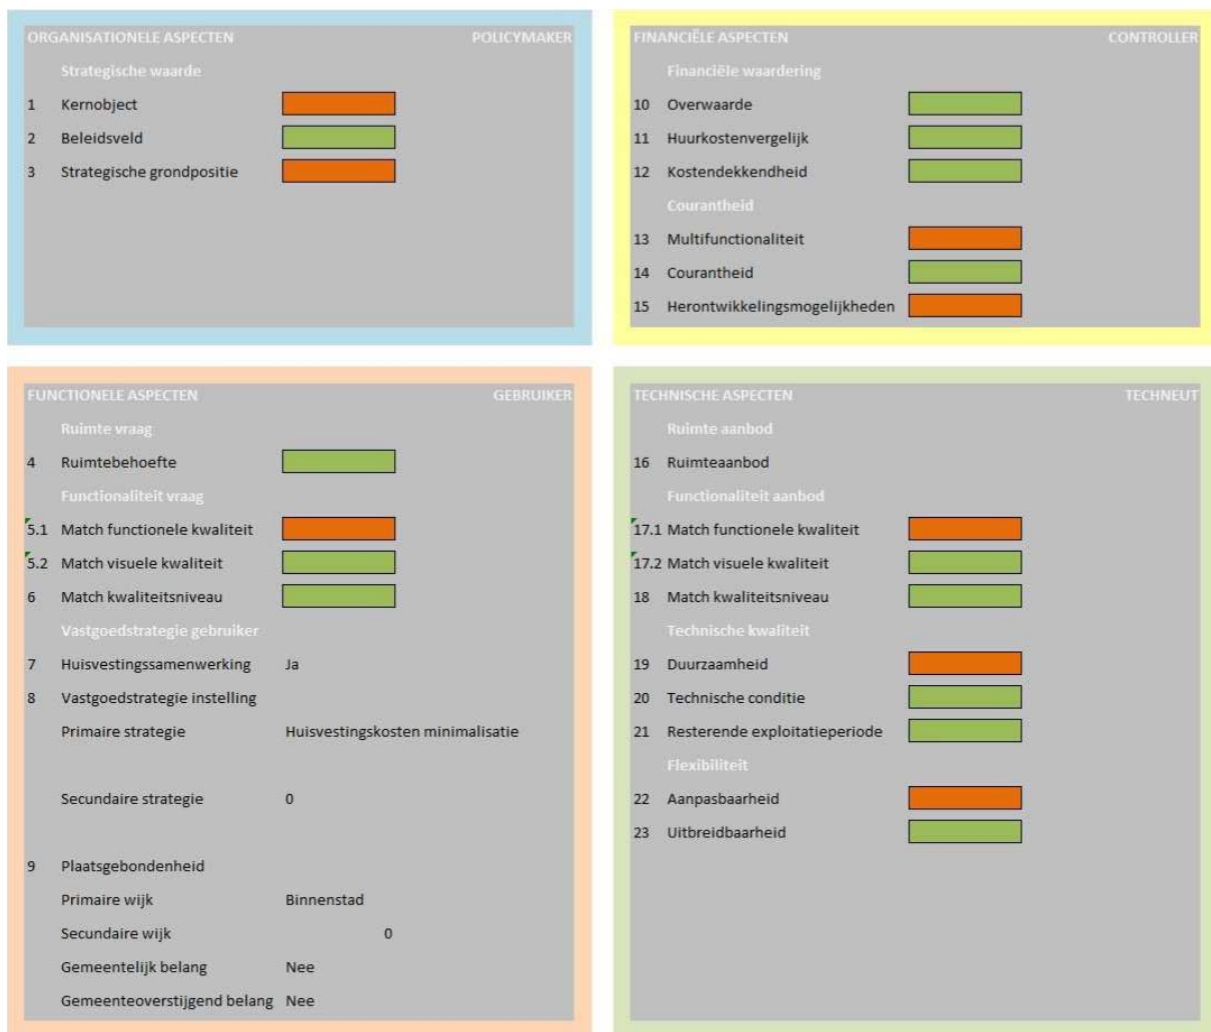 ORGANISATIONELE ASPECTEN POLICYMAKER
Strategische waarde
1 Kernobject
2 Beleidsveld
3 Strategische grondpositie
FINANCIËLE ASPECTEN CONTROLLER
Financiële waardering
10 Overwaarde
11 Huurkostenvergelijk
12 Kostendekkendheid
Courantheid
13 Multifunctionaliteit
14 Courantheid
15 Herontwikkelingsmogelijkheden
FUNCTIONELE ASPECTEN GEBRUIKER
Ruimte vraag
4 Ruimtebehoefte
Functionaliteit vraag
5.1 Match functionele kwaliteit
5.2 Match visuele kwaliteit
6 Match kwaliteitsniveau
Vastgoedstrategie gebruiker
7 Huisvestingssamenwerking Ja
8 Vastgoedstrategie instelling
Primaire strategie Huisvestingskosten minimalisatie
Secundaire strategie 0
9 Plaatsgebondenheid
Primaire wijk Binnenstad
Secundaire wijk 0
Gemeentelijk belang Nee
Gemeenteoverstijgend belang Nee
TECHNISCHE ASPECTEN TECHNEUT
Ruimte aanbod
16 Ruimteaanbod
Functionaliteit aanbod
17.1 Match functionele kwaliteit
17.2 Match visuele kwaliteit
18 Match kwaliteitsniveau
Technische kwaliteit
19 Duurzaamheid
20 Technische conditie
21 Resterende exploitatieperiode
Flexibiliteit
22 Aanpasbaarheid
23 Uitbreidbaarheid